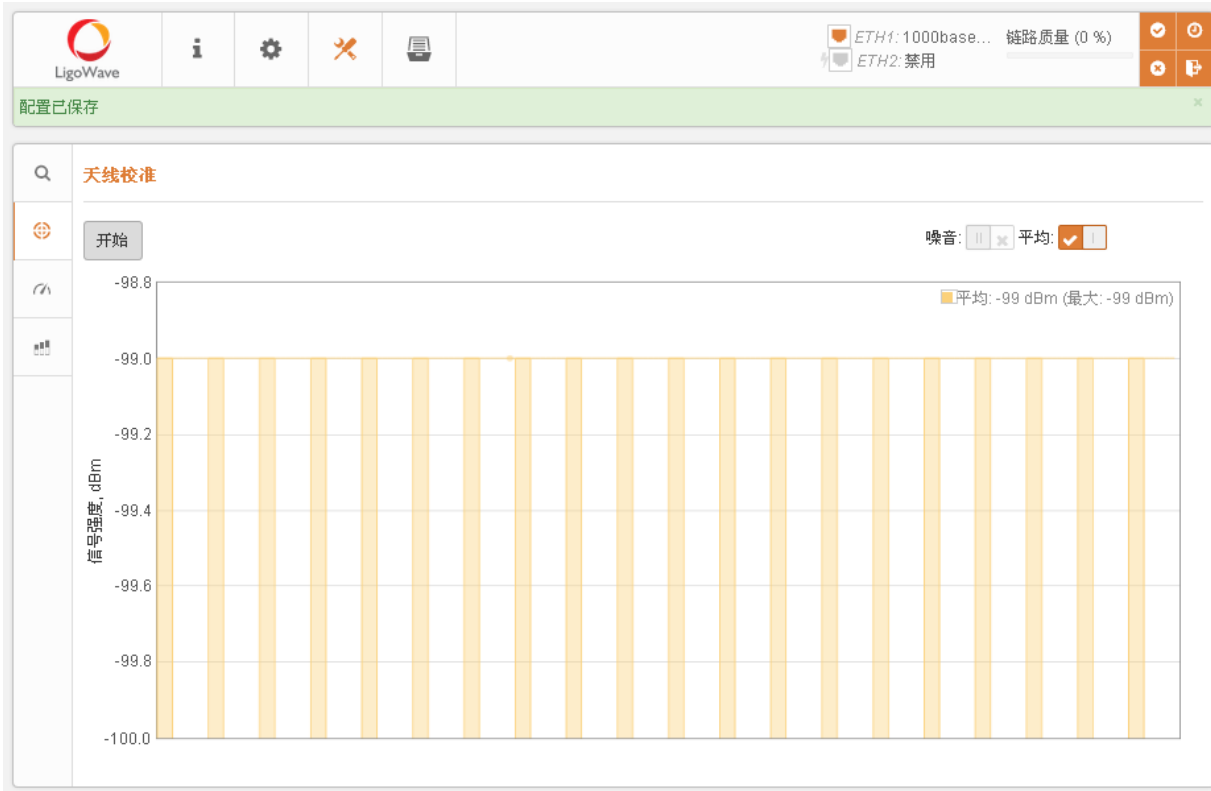 LigoWave
ETH1: 1000base... 链路质量 (0 %)
ETH2: 禁用
配置已保存
天线校准
开始
噪音: 平均:
平均: -99 dBm (最大: -99 dBm)
信号强度, dBm
-98.8
-99.0
-99.2
-99.4
-99.6
-99.8
-100.0